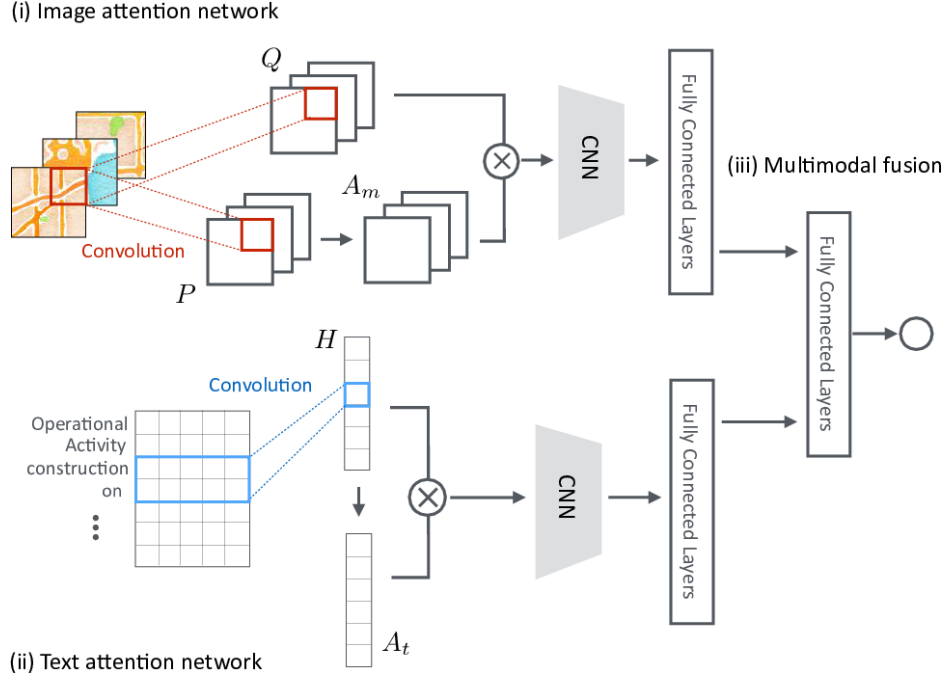 (i) Image attention network
Q
Convolution
P
A_m
CNN
Fully Connected Layers
(iii) Multimodal fusion
Fully Connected Layers
H
Convolution
Operational
Activity
construction
on
A_t
CNN
Fully Connected Layers
(ii) Text attention network